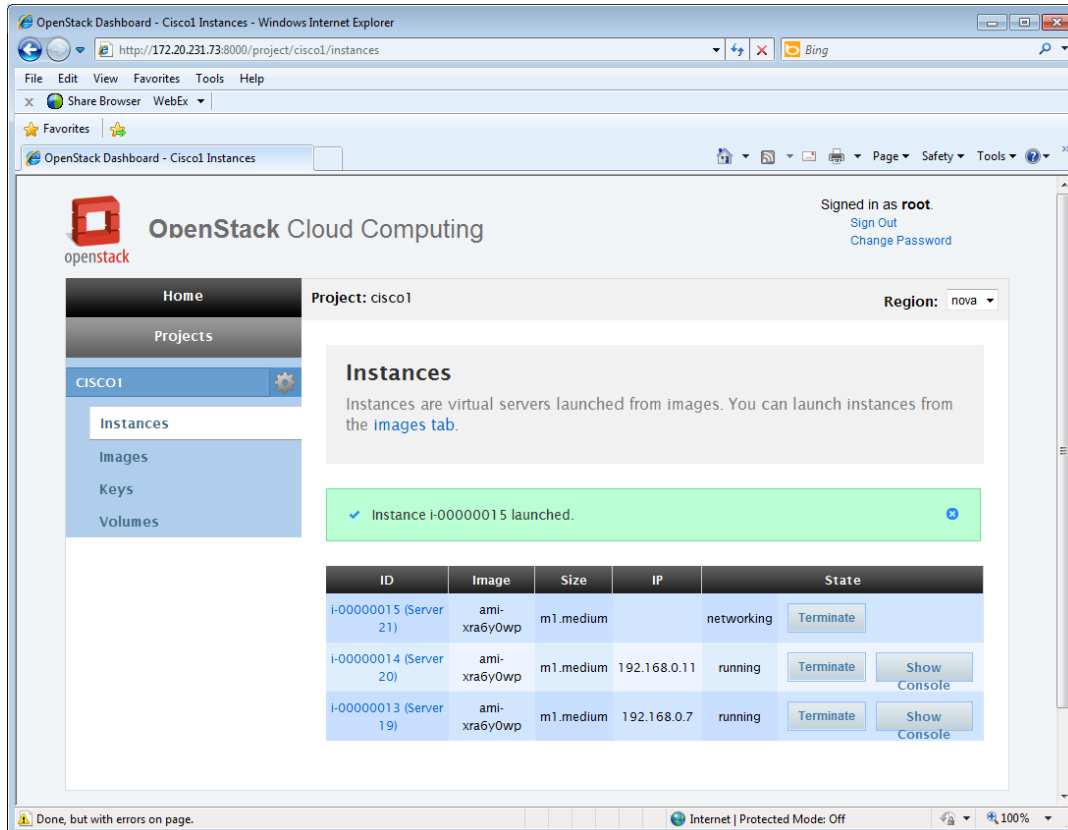 OpenStack Dashboard - Cisco1 Instances - Windows Internet Explorer
http://172.20.231.73:8000/project/cisco1/instances
Bing
File Edit View Favorites Tools Help
x Share Browser WebEx
Favorites
OpenStack Dashboard - Cisco1 Instances
Page Safety Tools
openstack
OpenStack Cloud Computing
Signed in as root.
Sign Out
Change Password
Home
Projects
CISCO1
Instances
Images
Keys
Volumes
Project: cisco1
Region: nova
Instances
Instances are virtual servers launched from images. You can launch instances from
the images tab.
Instance i-00000015 launched.
ID Image Size IP State
i-00000015 (Server 21) ami-xra6y0wp m1.medium networking Terminate
i-00000014 (Server 20) ami-xra6y0wp m1.medium 192.168.0.11 running Terminate Show Console
i-00000013 (Server 19) ami-xra6y0wp m1.medium 192.168.0.7 running Terminate Show Console
Done, but with errors on page.
Internet | Protected Mode: Off
100%